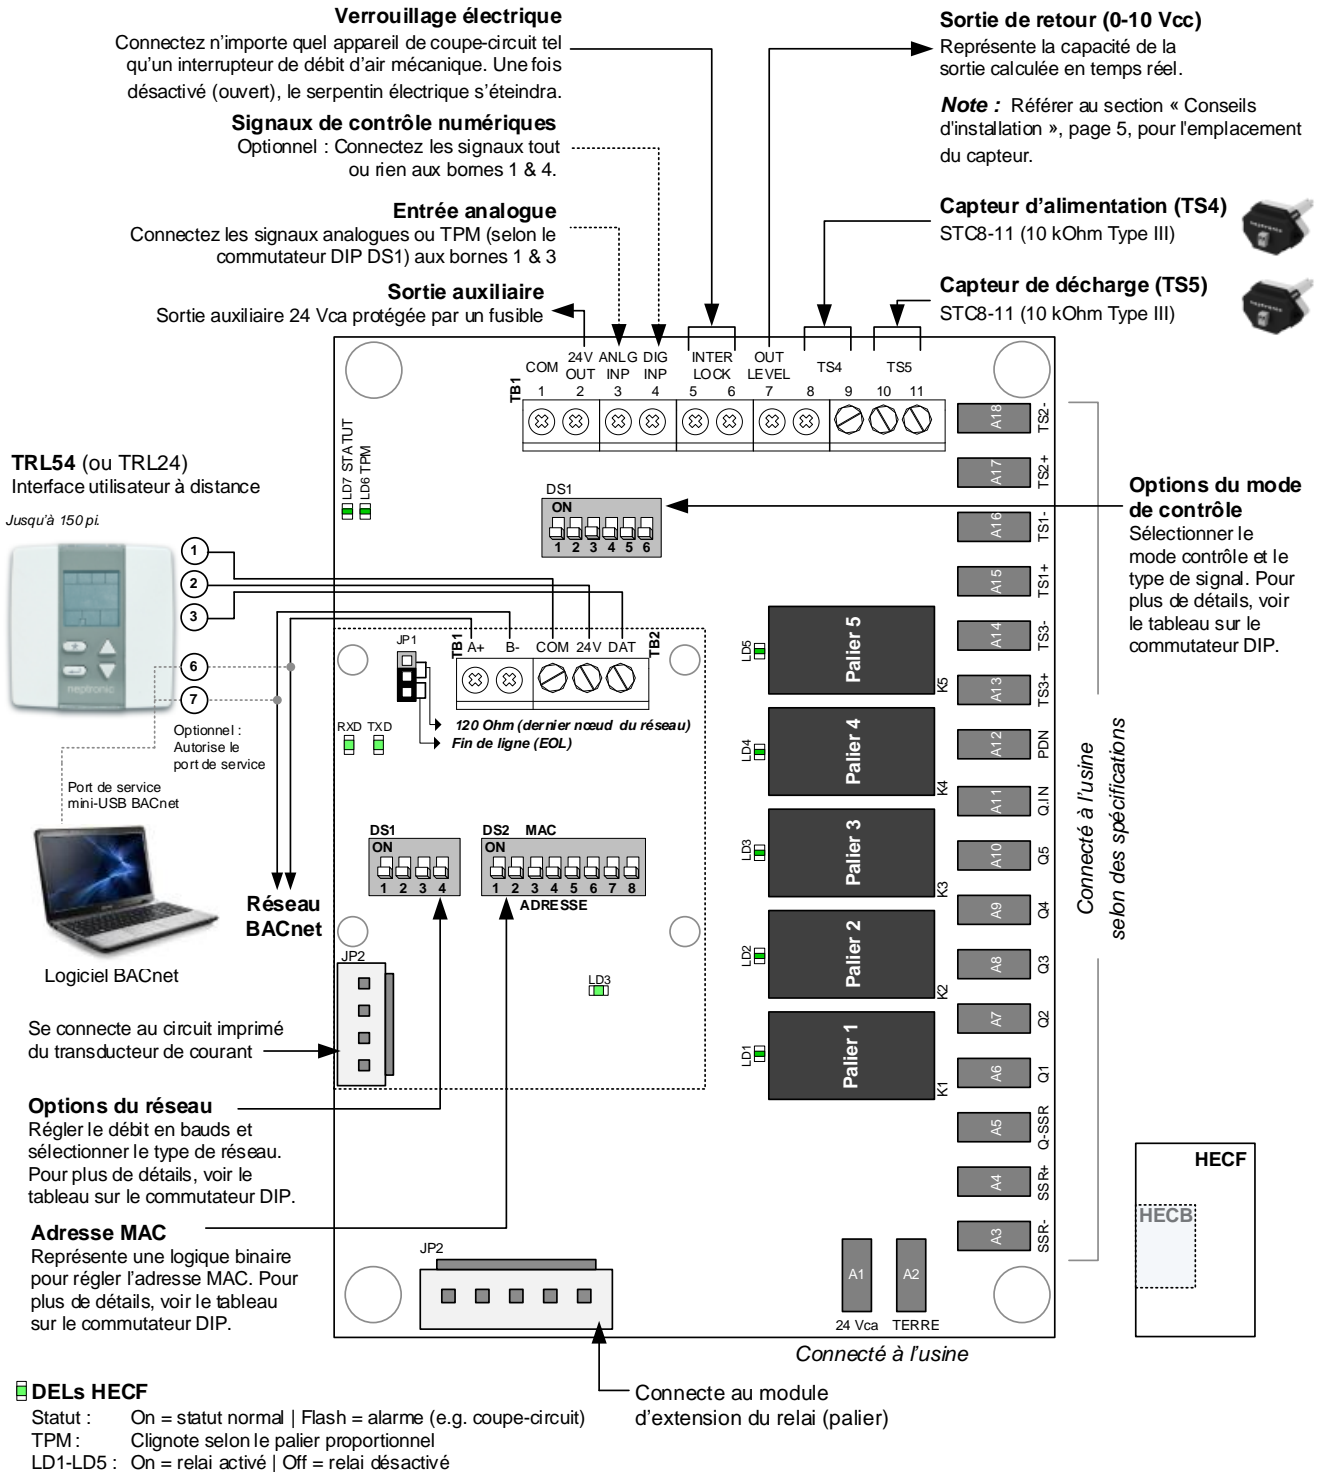 Verrouillage électrique
Connectez n'importe quel appareil de coupe-circuit tel
qu'un interrupteur de débit d'air mécanique. Une fois
désactivé (ouvert), le serpentin électrique s'éteindra.
Signaux de contrôle numériques
Optionnel : Connectez les signaux tout
ou rien aux bornes 1 & 4.
Entrée analogue
Connectez les signaux analogues ou TPM (selon le
commutateur DIP DS1) aux bornes 1 & 3
Sortie auxiliaire
Sortie auxiliaire 24 Vca protégée par un fusible
Sortie de retour (0-10 Vcc)
Représente la capacité de la
sortie calculée en temps réel.
Note : Référer au section « Conseils
d'installation », page 5, pour l'emplacement
du capteur.
Capteur d'alimentation (TS4)
STC8-11 (10 kOhm Type III)
Capteur de décharge (TS5)
STC8-11 (10 kOhm Type III)
TB1
COM 24V OUT ANLG INP DIG INP INTER LOCK OUT LEVEL TS4 TS5
1 2 3 4 5 6 7 8 9 10 11
LD7 STATUT
LD6 TPM
DS1
ON
1 2 3 4 5 6
Options du mode
de contrôle
Sélectionner le
mode contrôle et le
type de signal. Pour
plus de détails, voir
le tableau sur le
commutateur DIP.
TRL54 (ou TRL24)
Interface utilisateur à distance
Jusqu'à 150 pi.
neptronic
1
2
3
6
7
Optionnel :
Autorise le
port de service
Port de service
mini-USB BACnet
Logiciel BACnet
Réseau
BACnet
JP1
TB1
A+ B- COM 24V DAT
TB2
120 Ohm (dernier nœud du réseau)
Fin de ligne (EOL)
RXD TXD
DS1
ON
1 2 3 4
DS2 MAC
ON
1 2 3 4 5 6 7 8
ADRESSE
JP2
LD3
LD5
Palier 5
K5
LD4
Palier 4
K4
LD3
Palier 3
K3
LD2
Palier 2
K2
LD1
Palier 1
K1
A18 TS2-
A17 TS2+
A16 TS1-
A15 TS1+
A14 TS3-
A13 TS3+
A12 PDN
A11 Q.IN
A10 Q5
A9 Q4
A8 Q3
A7 Q2
A6 Q1
A5 Q-SSR
A4 SSR+
A3 SSR-
Connecté à l'usine
selon des spécifications
Se connecte au circuit imprimé
du transducteur de courant
Options du réseau
Régler le débit en bauds et
sélectionner le type de réseau.
Pour plus de détails, voir le
tableau sur le commutateur DIP.
Adresse MAC
Représente une logique binaire
pour régler l'adresse MAC. Pour
plus de détails, voir le tableau
sur le commutateur DIP.
JP2
A1 A2
24 Vca TERRE
Connecté à l'usine
HECF
HECB
Connecte au module
d'extension du relai (palier)
DELs HECF
Statut : On = statut normal | Flash = alarme (e.g. coupe-circuit)
TPM : Clignote selon le palier proportionnel
LD1-LD5 : On = relai activé | Off = relai désactivé